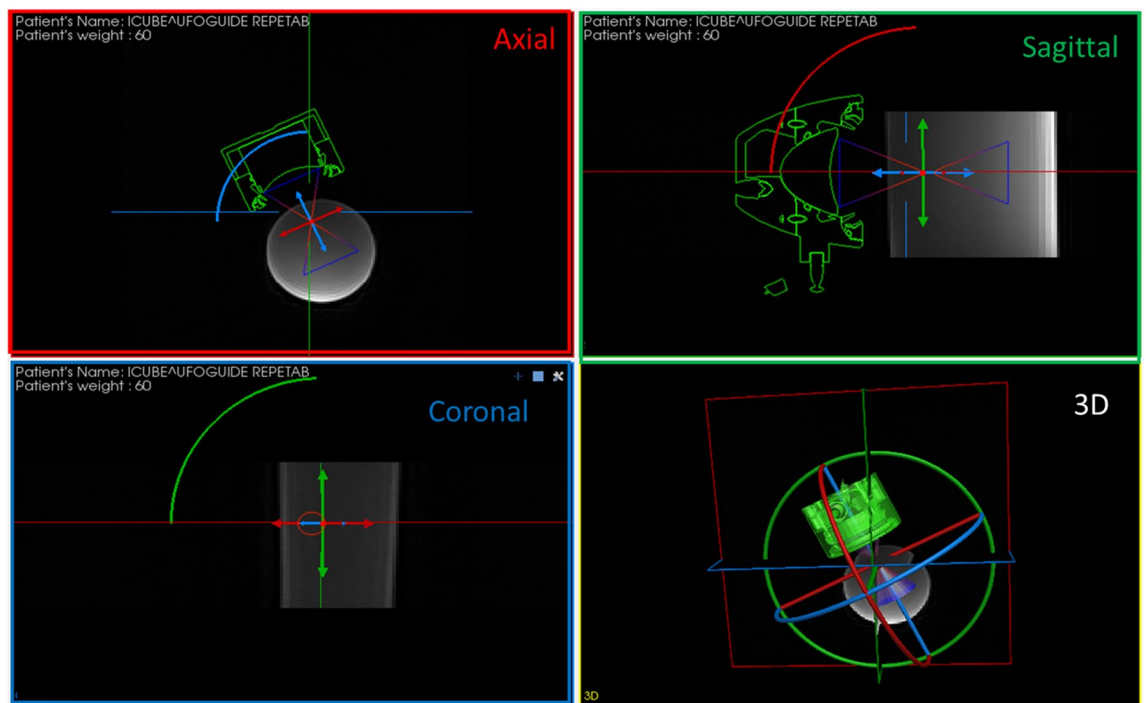 Patient's Name: ICUBE^UFOGUIDE REPETAB
Patient's weight : 60
Axial
Patient's Name: ICUBE^UFOGUIDE REPETAB
Patient's weight : 60
Sagittal
Patient's Name: ICUBE^UFOGUIDE REPETAB
Patient's weight : 60
Coronal
3D
3D